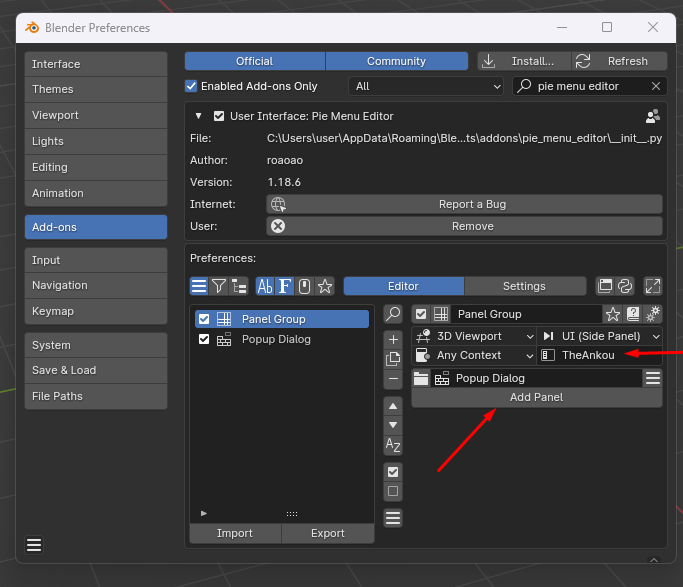 Blender Preferences
Interface
Themes
Viewport
Lights
Editing
Animation
Add-ons
Input
Navigation
Keymap
System
Save & Load
File Paths
Official Community Install... Refresh
Enabled Add-ons Only All pie menu editor
User Interface: Pie Menu Editor
File: C:\Users\user\AppData\Roaming\Ble...ts\addons\pie_menu_editor\__init__.py
Author: roaoao
Version: 1.18.6
Internet: Report a Bug
User: Remove
Preferences:
Ab F Editor Settings
Panel Group
Popup Dialog
Import Export
AZ
Panel Group
3D Viewport UI (Side Panel)
Any Context TheAnkou
Popup Dialog
Add Panel